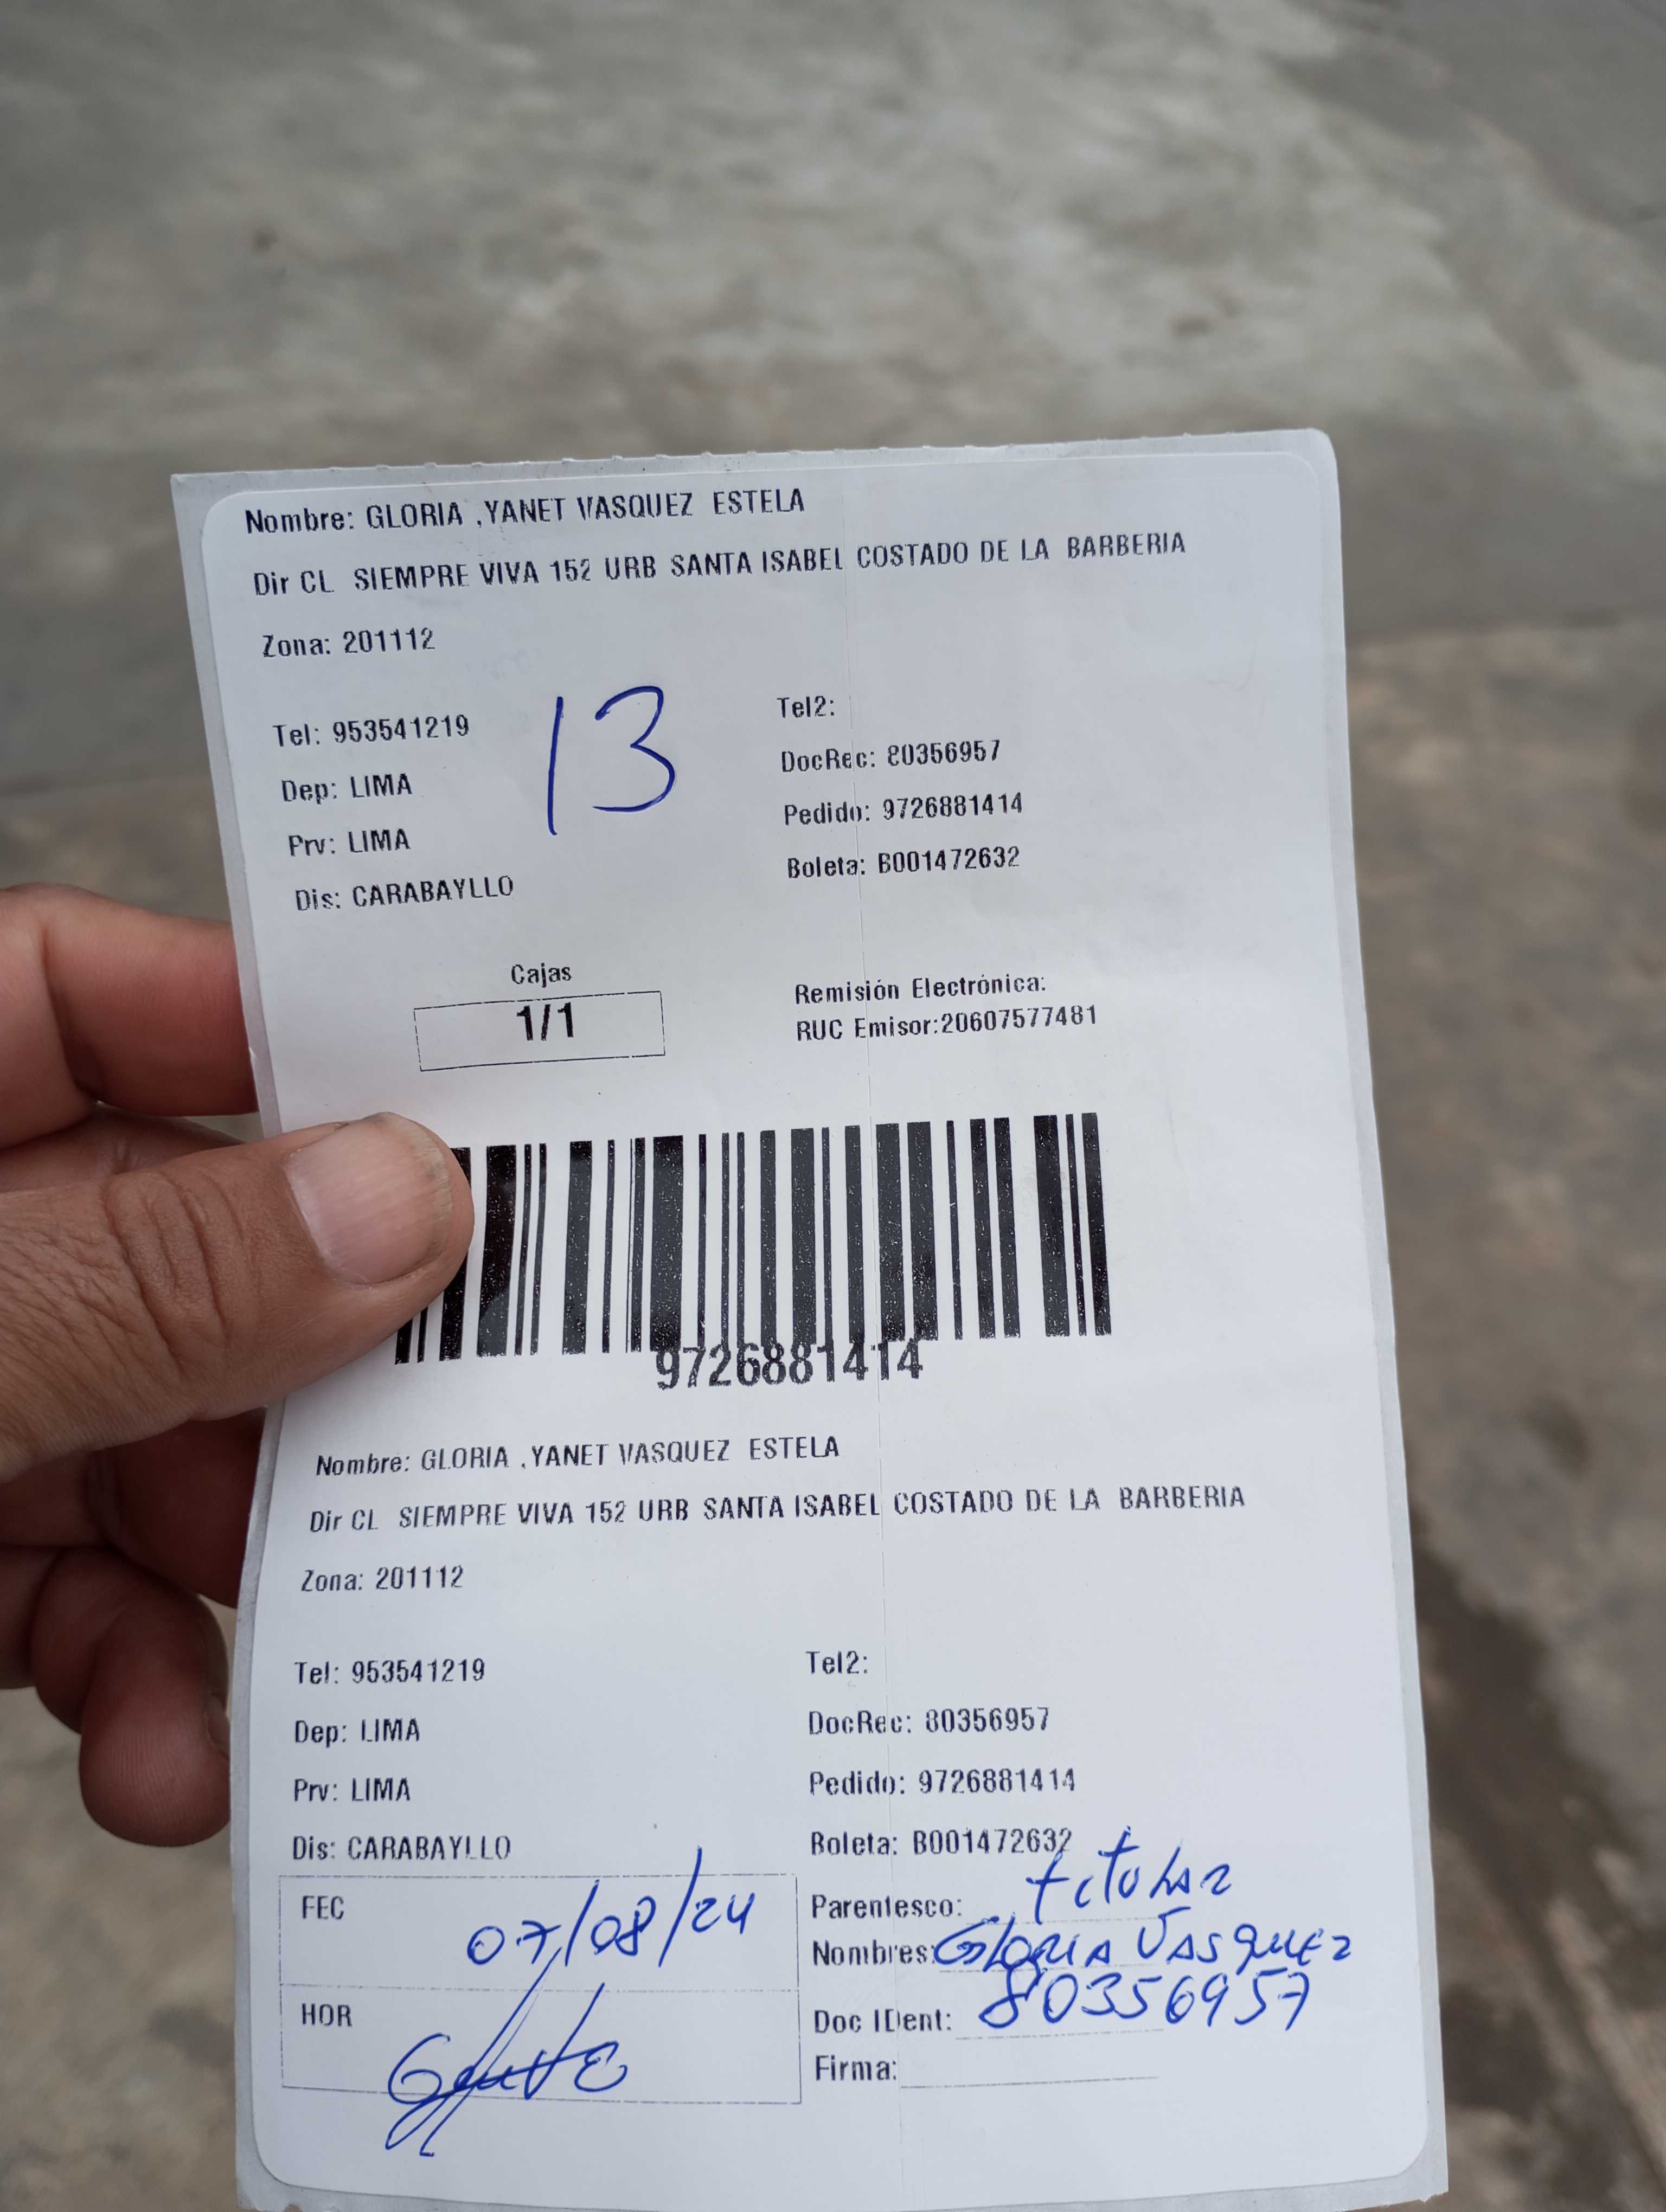 Nombre: GLORIA ,YANET VASQUEZ ESTELA
Dir CL SIEMPRE VIVA 152 URB SANTA ISABEL COSTADO DE LA BARBERIA
Zona: 201112
13
Tel: 953541219
Tel2:
Dep: LIMA
DocRec: 80356957
Prv: LIMA
Pedido: 9726881414
Dis: CARABAYLLO
Boleta: B001472632
Cajas
1/1
Remisión Electrónica:
RUC Emisor:20607577481
9726881414
Nombre: GLORIA ,YANET VASQUEZ ESTELA
Dir CL SIEMPRE VIVA 152 URB SANTA ISABEL COSTADO DE LA BARBERIA
Zona: 201112
Tel: 953541219
Tel2:
Dep: LIMA
DocRec: 80356957
Prv: LIMA
Pedido: 9726881414
Dis: CARABAYLLO
Boleta: B001472632
FEC 07/08/24
Parentesco: titular
Nombres: GLORIA VASQUEZ
HOR
Doc IDent: 80356957
Firma: